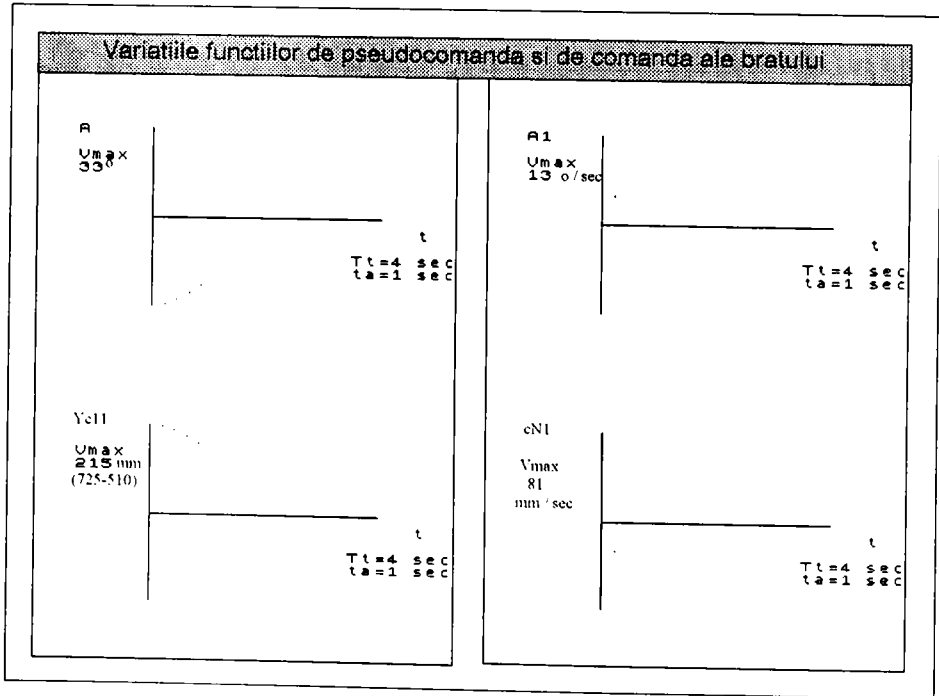 Variatiile functiilor de pseudocomanda si de comanda ale bratului
A
Vmax
33°
t
Tt=4 sec
ta=1 sec
A1
Vmax
13 o/sec
t
Tt=4 sec
ta=1 sec
Yc11
Vmax
215 mm
(725-510)
t
Tt=4 sec
ta=1 sec
cN1
Vmax
81
mm/sec
t
Tt=4 sec
ta=1 sec